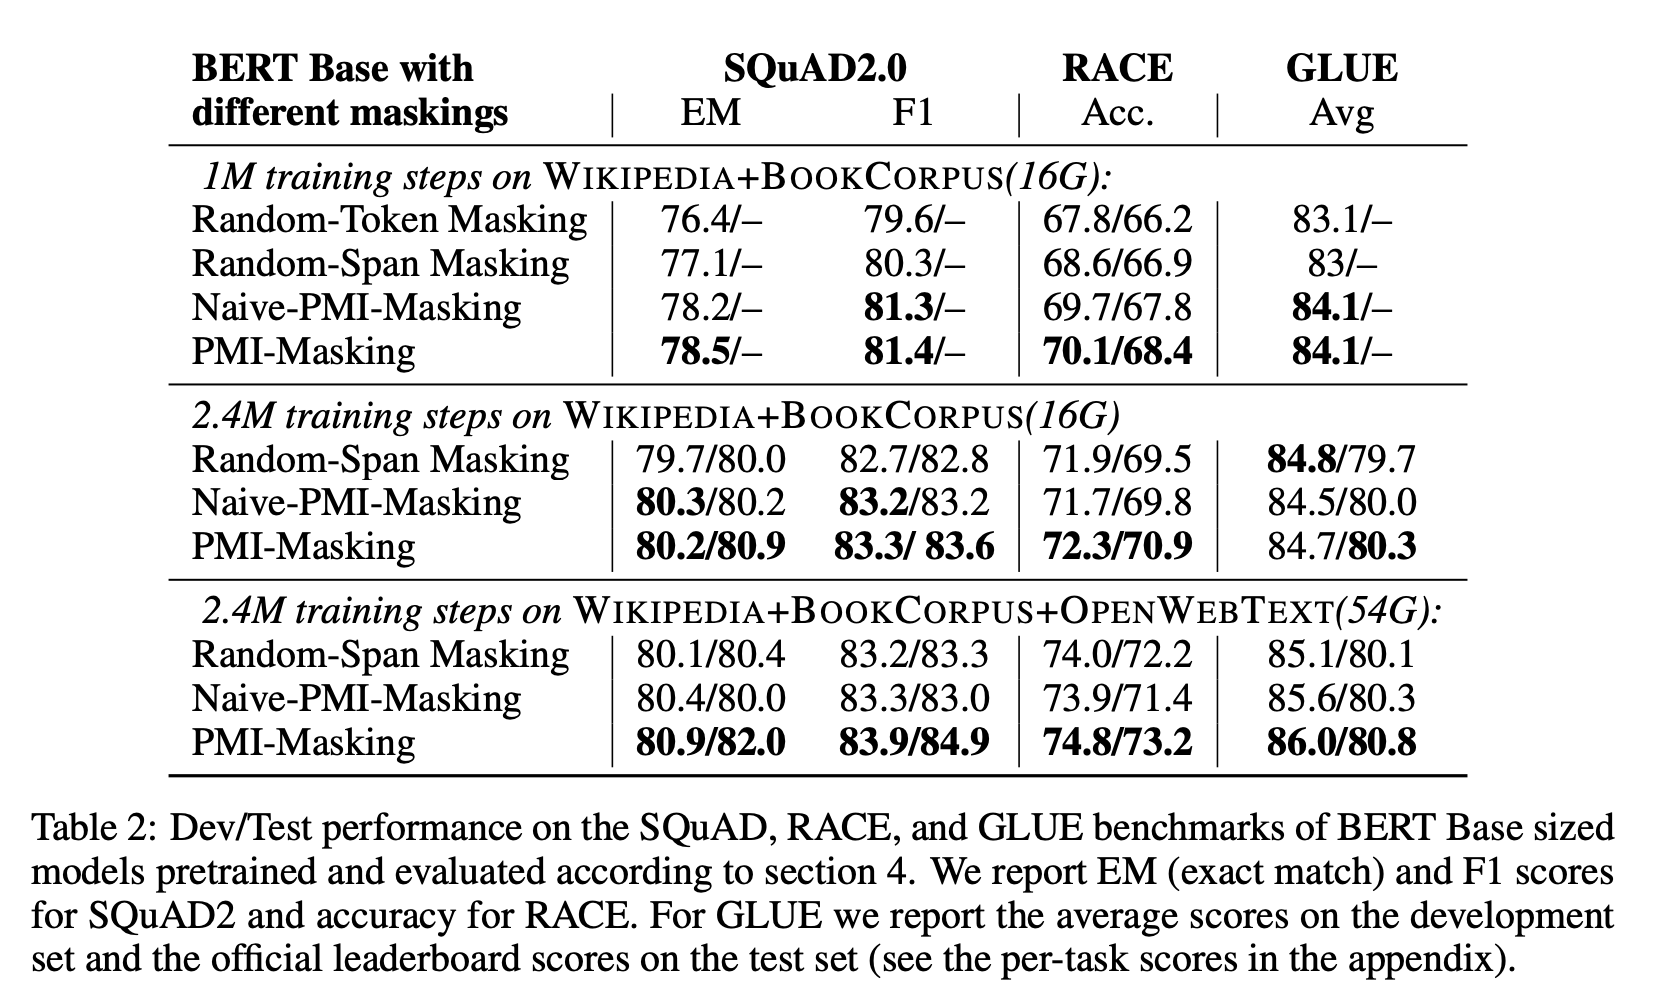 BERT Base with SQuAD2.0 RACE GLUE
different maskings EM F1 Acc. Avg
1M training steps on WIKIPEDIA+BOOKCORPUS(16G):
Random-Token Masking 76.4/– 79.6/– 67.8/66.2 83.1/–
Random-Span Masking 77.1/– 80.3/– 68.6/66.9 83/–
Naive-PMI-Masking 78.2/– 81.3/– 69.7/67.8 84.1/–
PMI-Masking 78.5/– 81.4/– 70.1/68.4 84.1/–
2.4M training steps on WIKIPEDIA+BOOKCORPUS(16G)
Random-Span Masking 79.7/80.0 82.7/82.8 71.9/69.5 84.8/79.7
Naive-PMI-Masking 80.3/80.2 83.2/83.2 71.7/69.8 84.5/80.0
PMI-Masking 80.2/80.9 83.3/ 83.6 72.3/70.9 84.7/80.3
2.4M training steps on WIKIPEDIA+BOOKCORPUS+OPENWEBTEXT(54G):
Random-Span Masking 80.1/80.4 83.2/83.3 74.0/72.2 85.1/80.1
Naive-PMI-Masking 80.4/80.0 83.3/83.0 73.9/71.4 85.6/80.3
PMI-Masking 80.9/82.0 83.9/84.9 74.8/73.2 86.0/80.8
Table 2: Dev/Test performance on the SQuAD, RACE, and GLUE benchmarks of BERT Base sized
models pretrained and evaluated according to section 4. We report EM (exact match) and F1 scores
for SQuAD2 and accuracy for RACE. For GLUE we report the average scores on the development
set and the official leaderboard scores on the test set (see the per-task scores in the appendix).